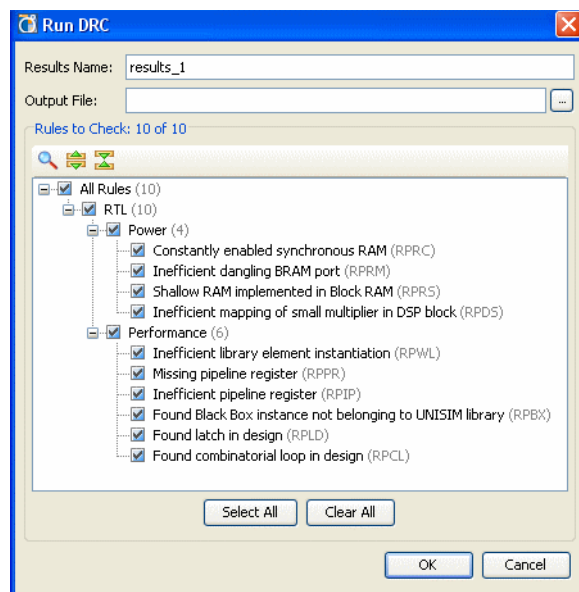 Run DRC
Results Name: results_1
Output File: ...
Rules to Check: 10 of 10
All Rules (10)
RTL (10)
Power (4)
Constantly enabled synchronous RAM (RPRC)
Inefficient dangling BRAM port (RPRM)
Shallow RAM implemented in Block RAM (RPRS)
Inefficient mapping of small multiplier in DSP block (RPDS)
Performance (6)
Inefficient library element instantiation (RPWL)
Missing pipeline register (RPPR)
Inefficient pipeline register (RPIP)
Found Black Box instance not belonging to UNISIM library (RPBX)
Found latch in design (RPLD)
Found combinatorial loop in design (RPCL)
Select All Clear All
OK Cancel